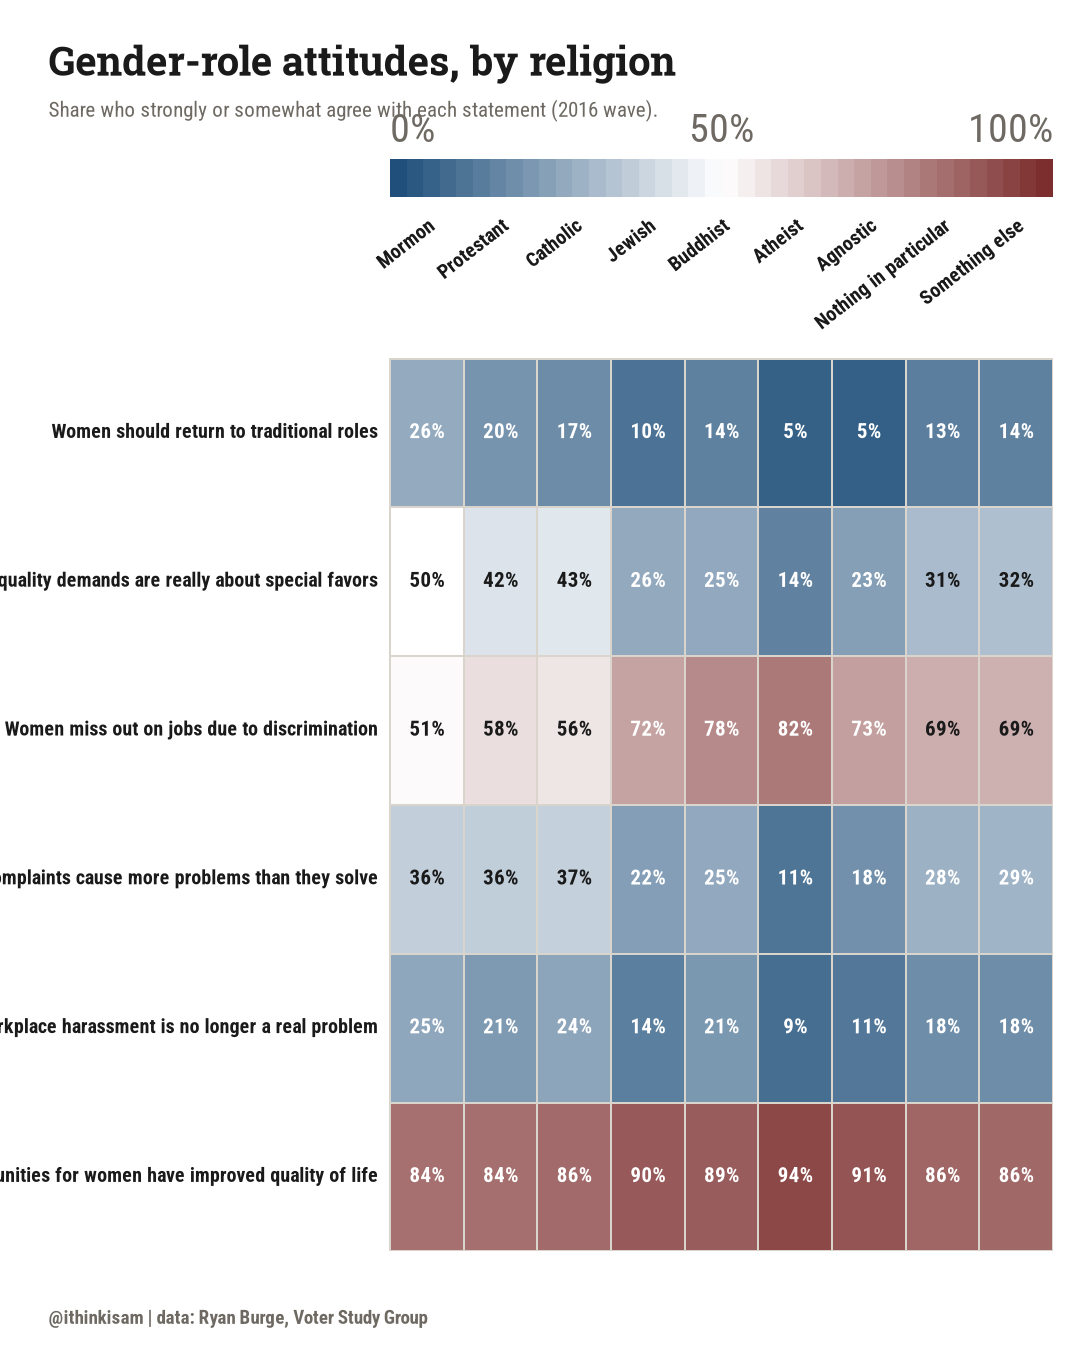 Gender-role attitudes, by religion
Share who strongly or somewhat agree with each statement (2016 wave).
0% 50% 100%
Mormon Protestant Catholic Jewish Buddhist Atheist Agnostic Nothing in particular Something else
Women should return to traditional roles 26% 20% 17% 10% 14% 5% 5% 13% 14%
quality demands are really about special favors 50% 42% 43% 26% 25% 14% 23% 31% 32%
Women miss out on jobs due to discrimination 51% 58% 56% 72% 78% 82% 73% 69% 69%
omplaints cause more problems than they solve 36% 36% 37% 22% 25% 11% 18% 28% 29%
rkplace harassment is no longer a real problem 25% 21% 24% 14% 21% 9% 11% 18% 18%
unities for women have improved quality of life 84% 84% 86% 90% 89% 94% 91% 86% 86%
@ithinkisam | data: Ryan Burge, Voter Study Group